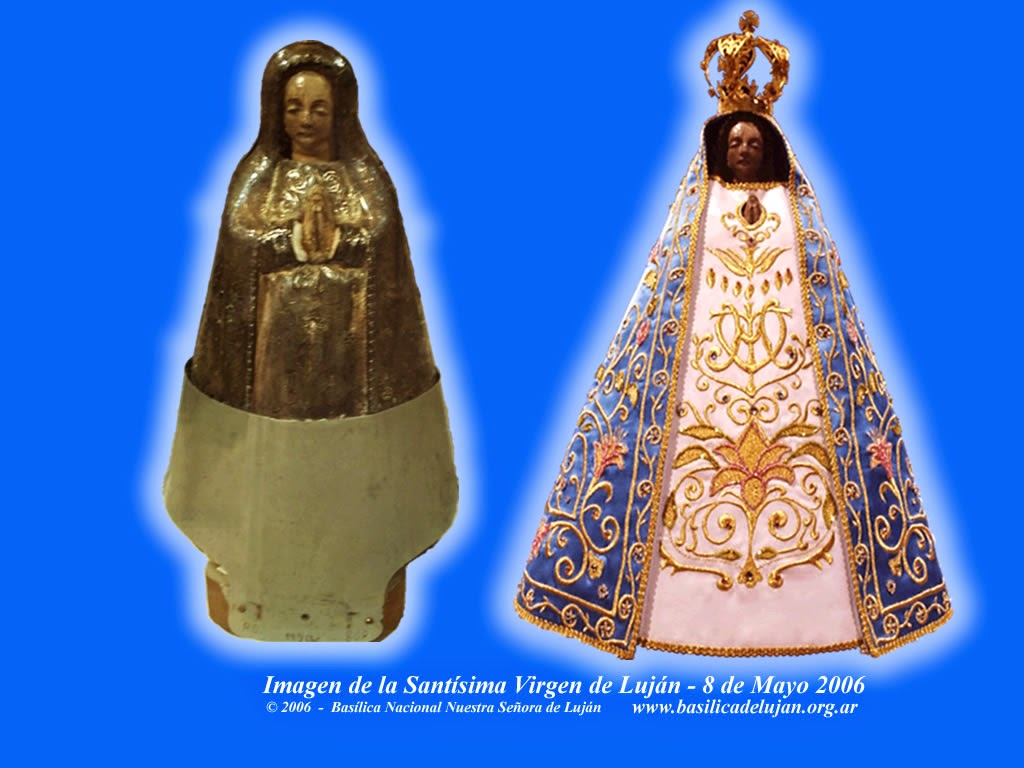 Imagen de la Santísima Virgen de Luján - 8 de Mayo 2006
© 2006 - Basílica Nacional Nuestra Señora de Luján www.basilicadelujan.org.ar